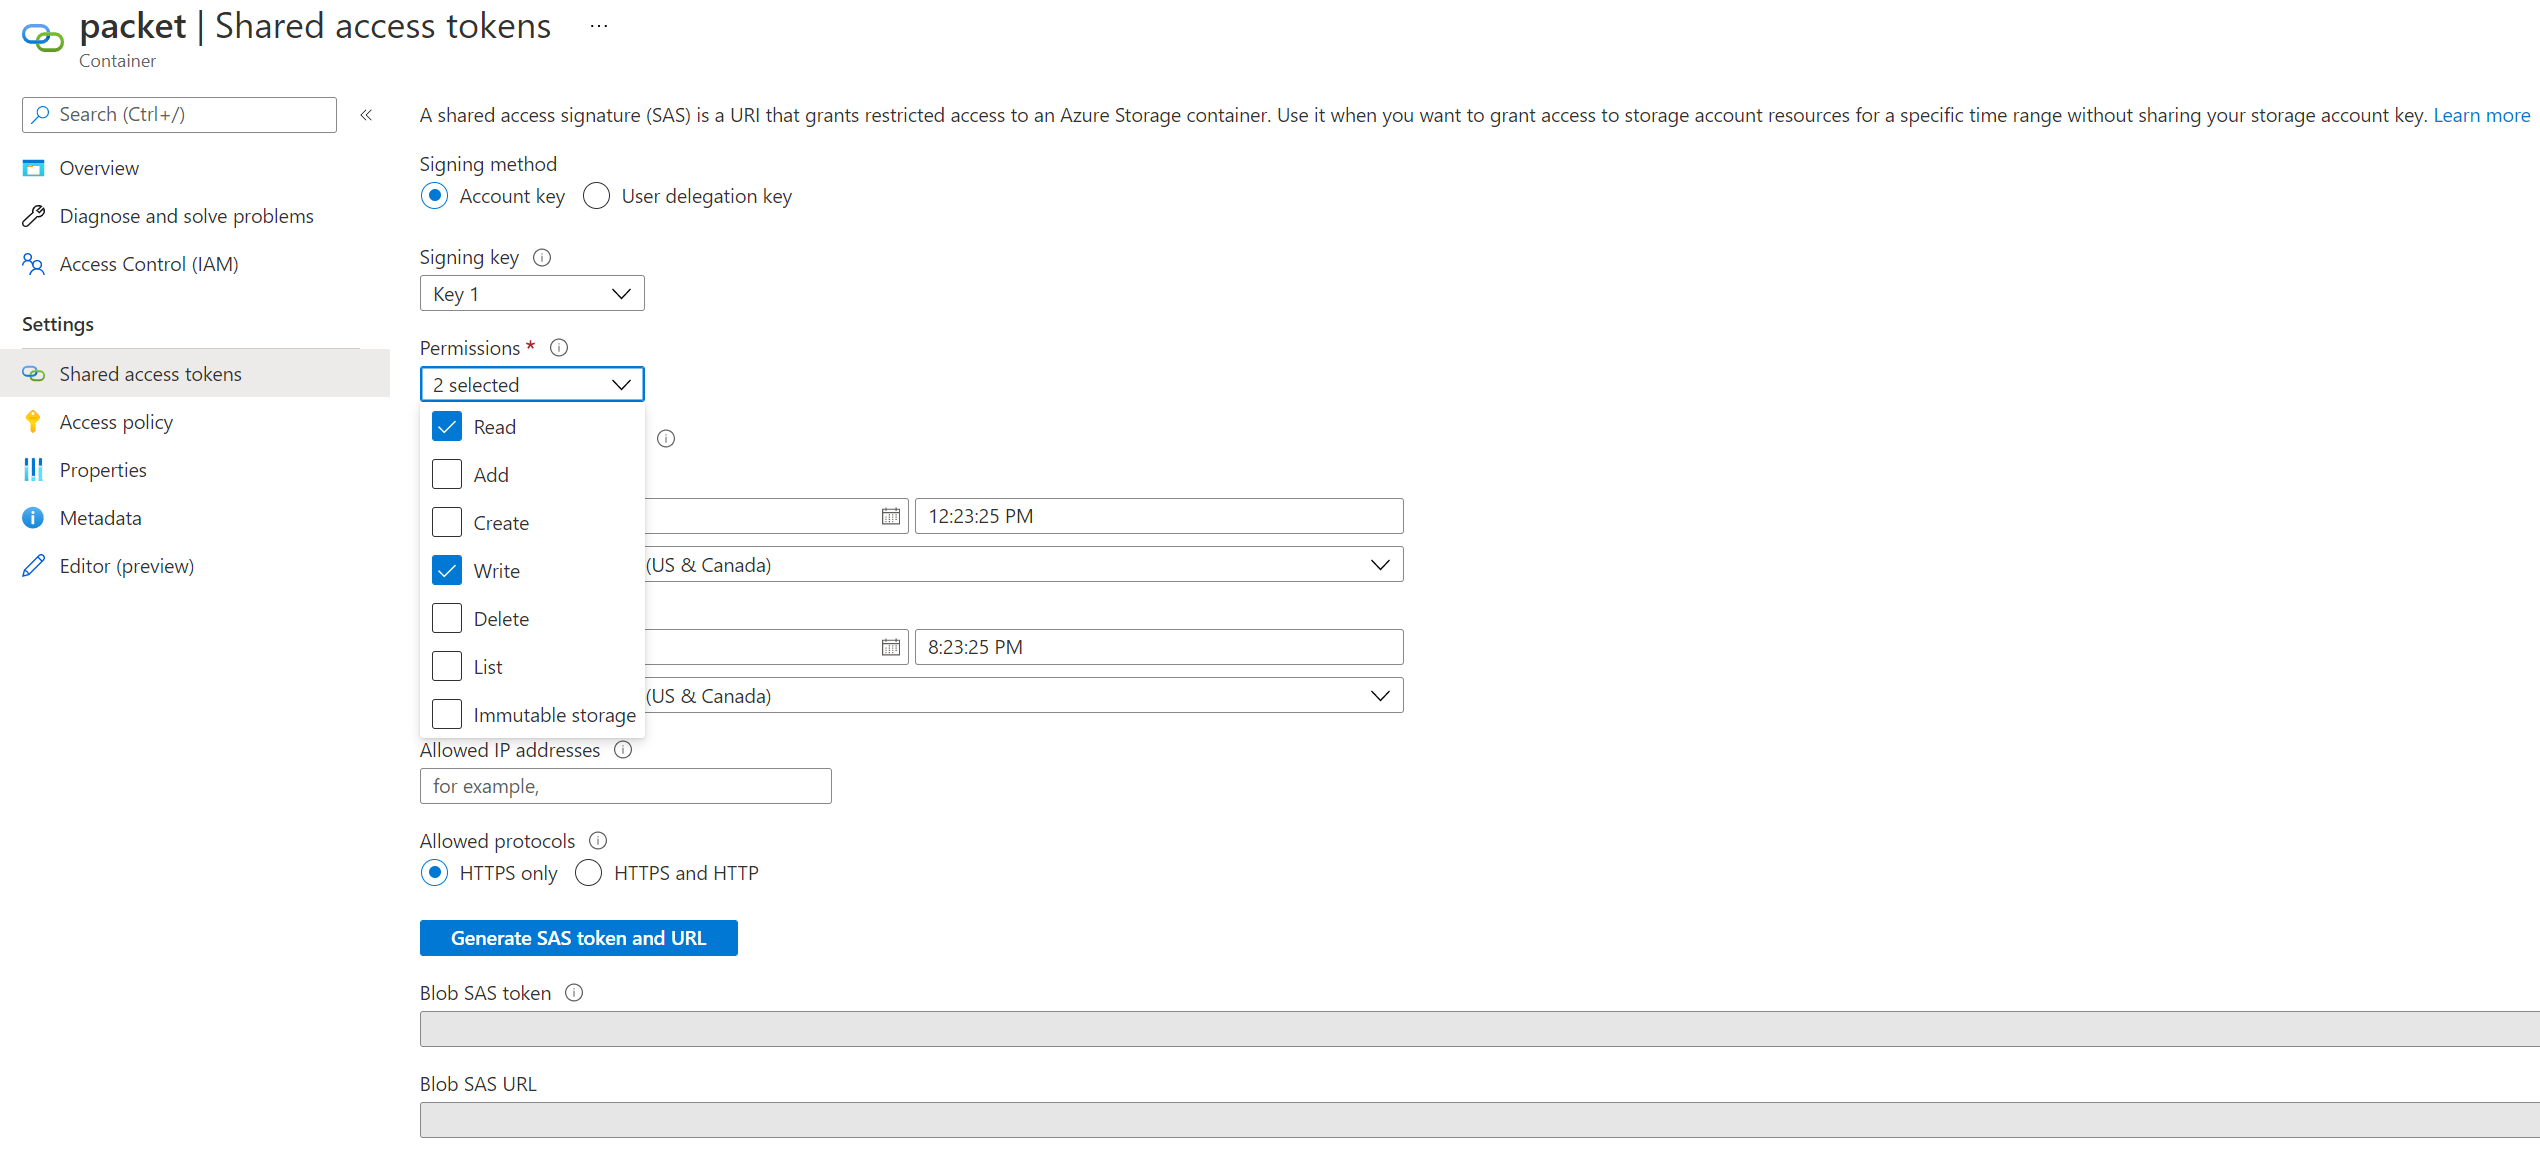 packet | Shared access tokens ...
Container
Search (Ctrl+/)
«
Overview
Diagnose and solve problems
Access Control (IAM)
Settings
Shared access tokens
Access policy
Properties
Metadata
Editor (preview)
A shared access signature (SAS) is a URI that grants restricted access to an Azure Storage container. Use it when you want to grant access to storage account resources for a specific time range without sharing your storage account key. Learn more
Signing method
Account key User delegation key
Signing key
Key 1
Permissions *
2 selected
Read
Add
Create
Write
Delete
List
Immutable storage
12:23:25 PM
(US & Canada)
8:23:25 PM
(US & Canada)
Allowed IP addresses
for example,
Allowed protocols
HTTPS only HTTPS and HTTP
Generate SAS token and URL
Blob SAS token
Blob SAS URL